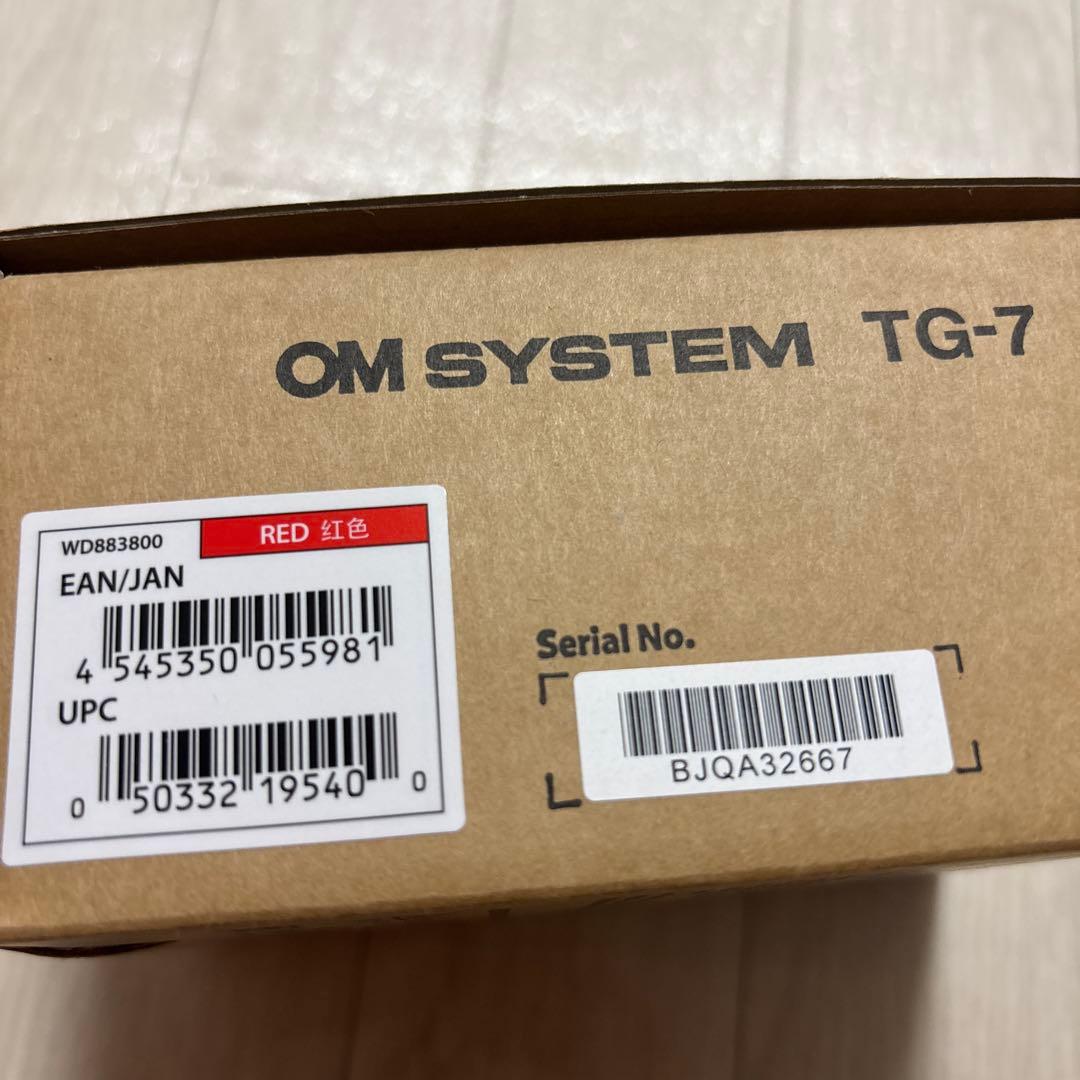 OM SYSTEM TG-7
WD883800
RED 红色
EAN/JAN
4 545350 055981
UPC
0 50332 19540 0
Serial No.
BJQA32667